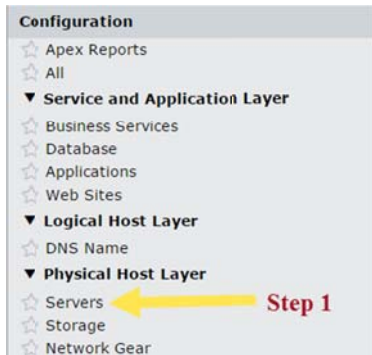 Configuration
Apex Reports
All
▼ Service and Application Layer
Business Services
Database
Applications
Web Sites
▼ Logical Host Layer
DNS Name
▼ Physical Host Layer
Servers Step 1
Storage
Network Gear